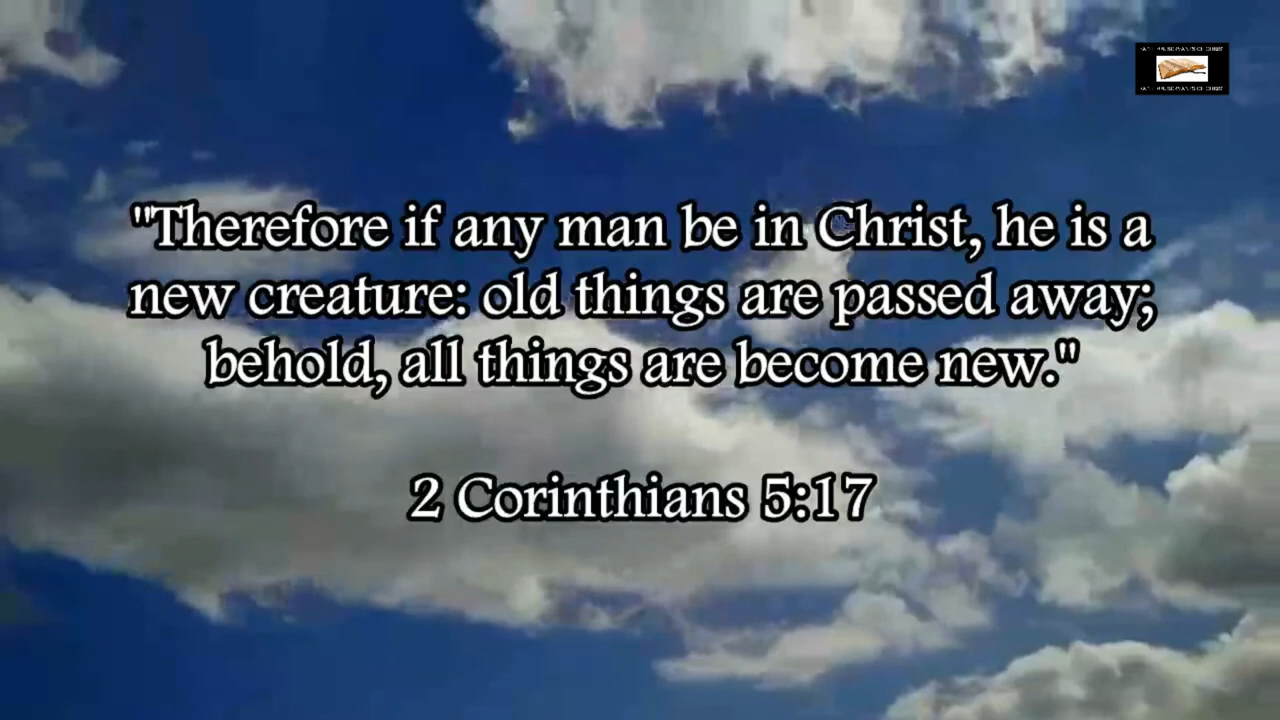 "Therefore if any man be in Christ, he is a
new creature: old things are passed away;
behold, all things are become new."
2 Corinthians 5:17